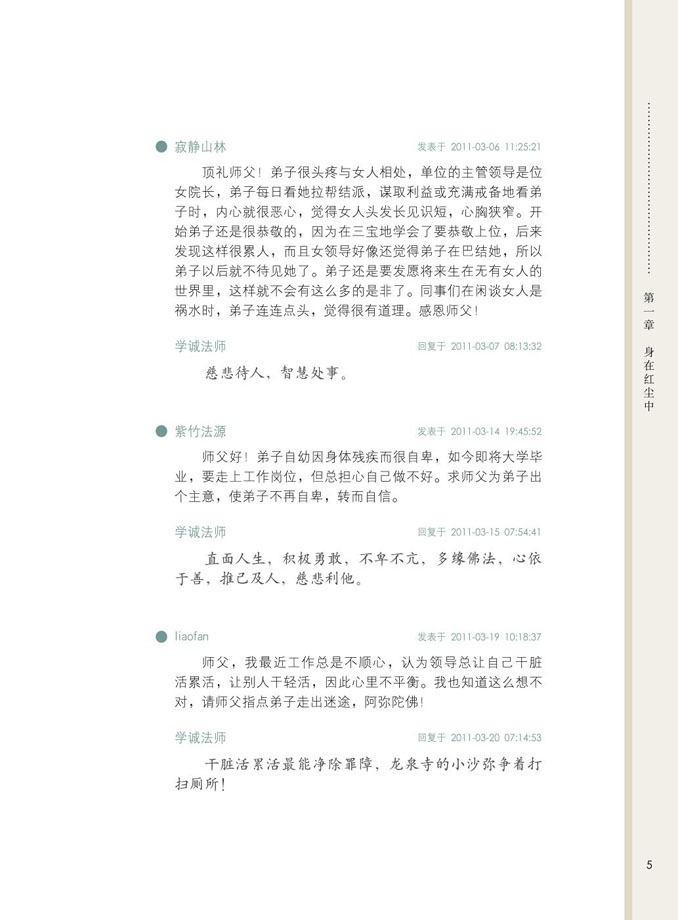 寂静山林 发表于 2011-03-06 11:25:21
顶礼师父！弟子很头疼与女人相处，单位的主管领导是位
女院长，弟子每日看她拉帮结派，谋取利益或充满戒备地看弟
子时，内心就很恶心，觉得女人头发长见识短，心胸狭窄。开
始弟子还是很恭敬的，因为在三宝地学会了要恭敬上位，后来
发现这样很累人，而且女领导好像还觉得弟子在巴结她，所以
弟子以后就不待见她了。弟子还是要发愿将来生在无有女人的
世界里，这样就不会有这么多的是非了。同事们在闲谈女人是
祸水时，弟子连连点头，觉得很有道理。感恩师父！
学诚法师 回复于 2011-03-07 08:13:32
慈悲待人，智慧处事。
紫竹法源 发表于 2011-03-14 19:45:52
师父好！弟子自幼因身体残疾而很自卑，如今即将大学毕
业，要走上工作岗位，但总担心自己做不好。求师父为弟子出
个主意，使弟子不再自卑，转而自信。
学诚法师 回复于 2011-03-15 07:54:41
直面人生，积极勇敢，不卑不亢，多缘佛法，心依
于善，推己及人，慈悲利他。
liaofan 发表于 2011-03-19 10:18:37
师父，我最近工作总是不顺心，认为领导总让自己干脏
活累活，让别人干轻活，因此心里不平衡。我也知道这么想不
对，请师父指点弟子走出迷途，阿弥陀佛！
学诚法师 回复于 2011-03-20 07:14:53
干脏活累活最能净除罪障，龙泉寺的小沙弥争着打
扫厕所！
第一章 身在红尘中
5